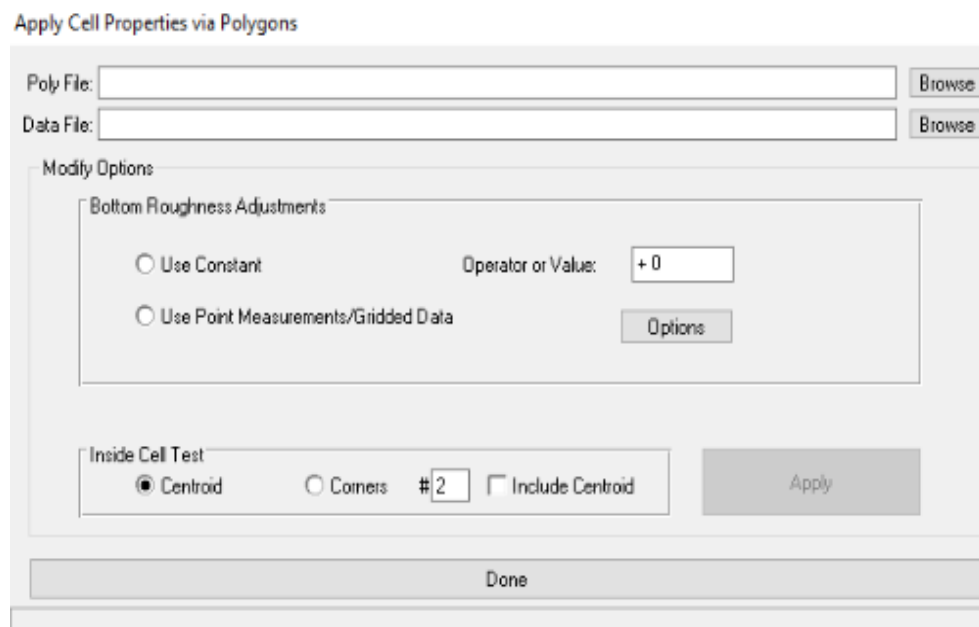 Apply Cell Properties via Polygons
Poly File: Browse
Data File: Browse
Modify Options
Bottom Roughness Adjustments
Use Constant Operator or Value: + 0
Use Point Measurements/Gridded Data Options
Inside Cell Test
Centroid Corners # 2 Include Centroid Apply
Done